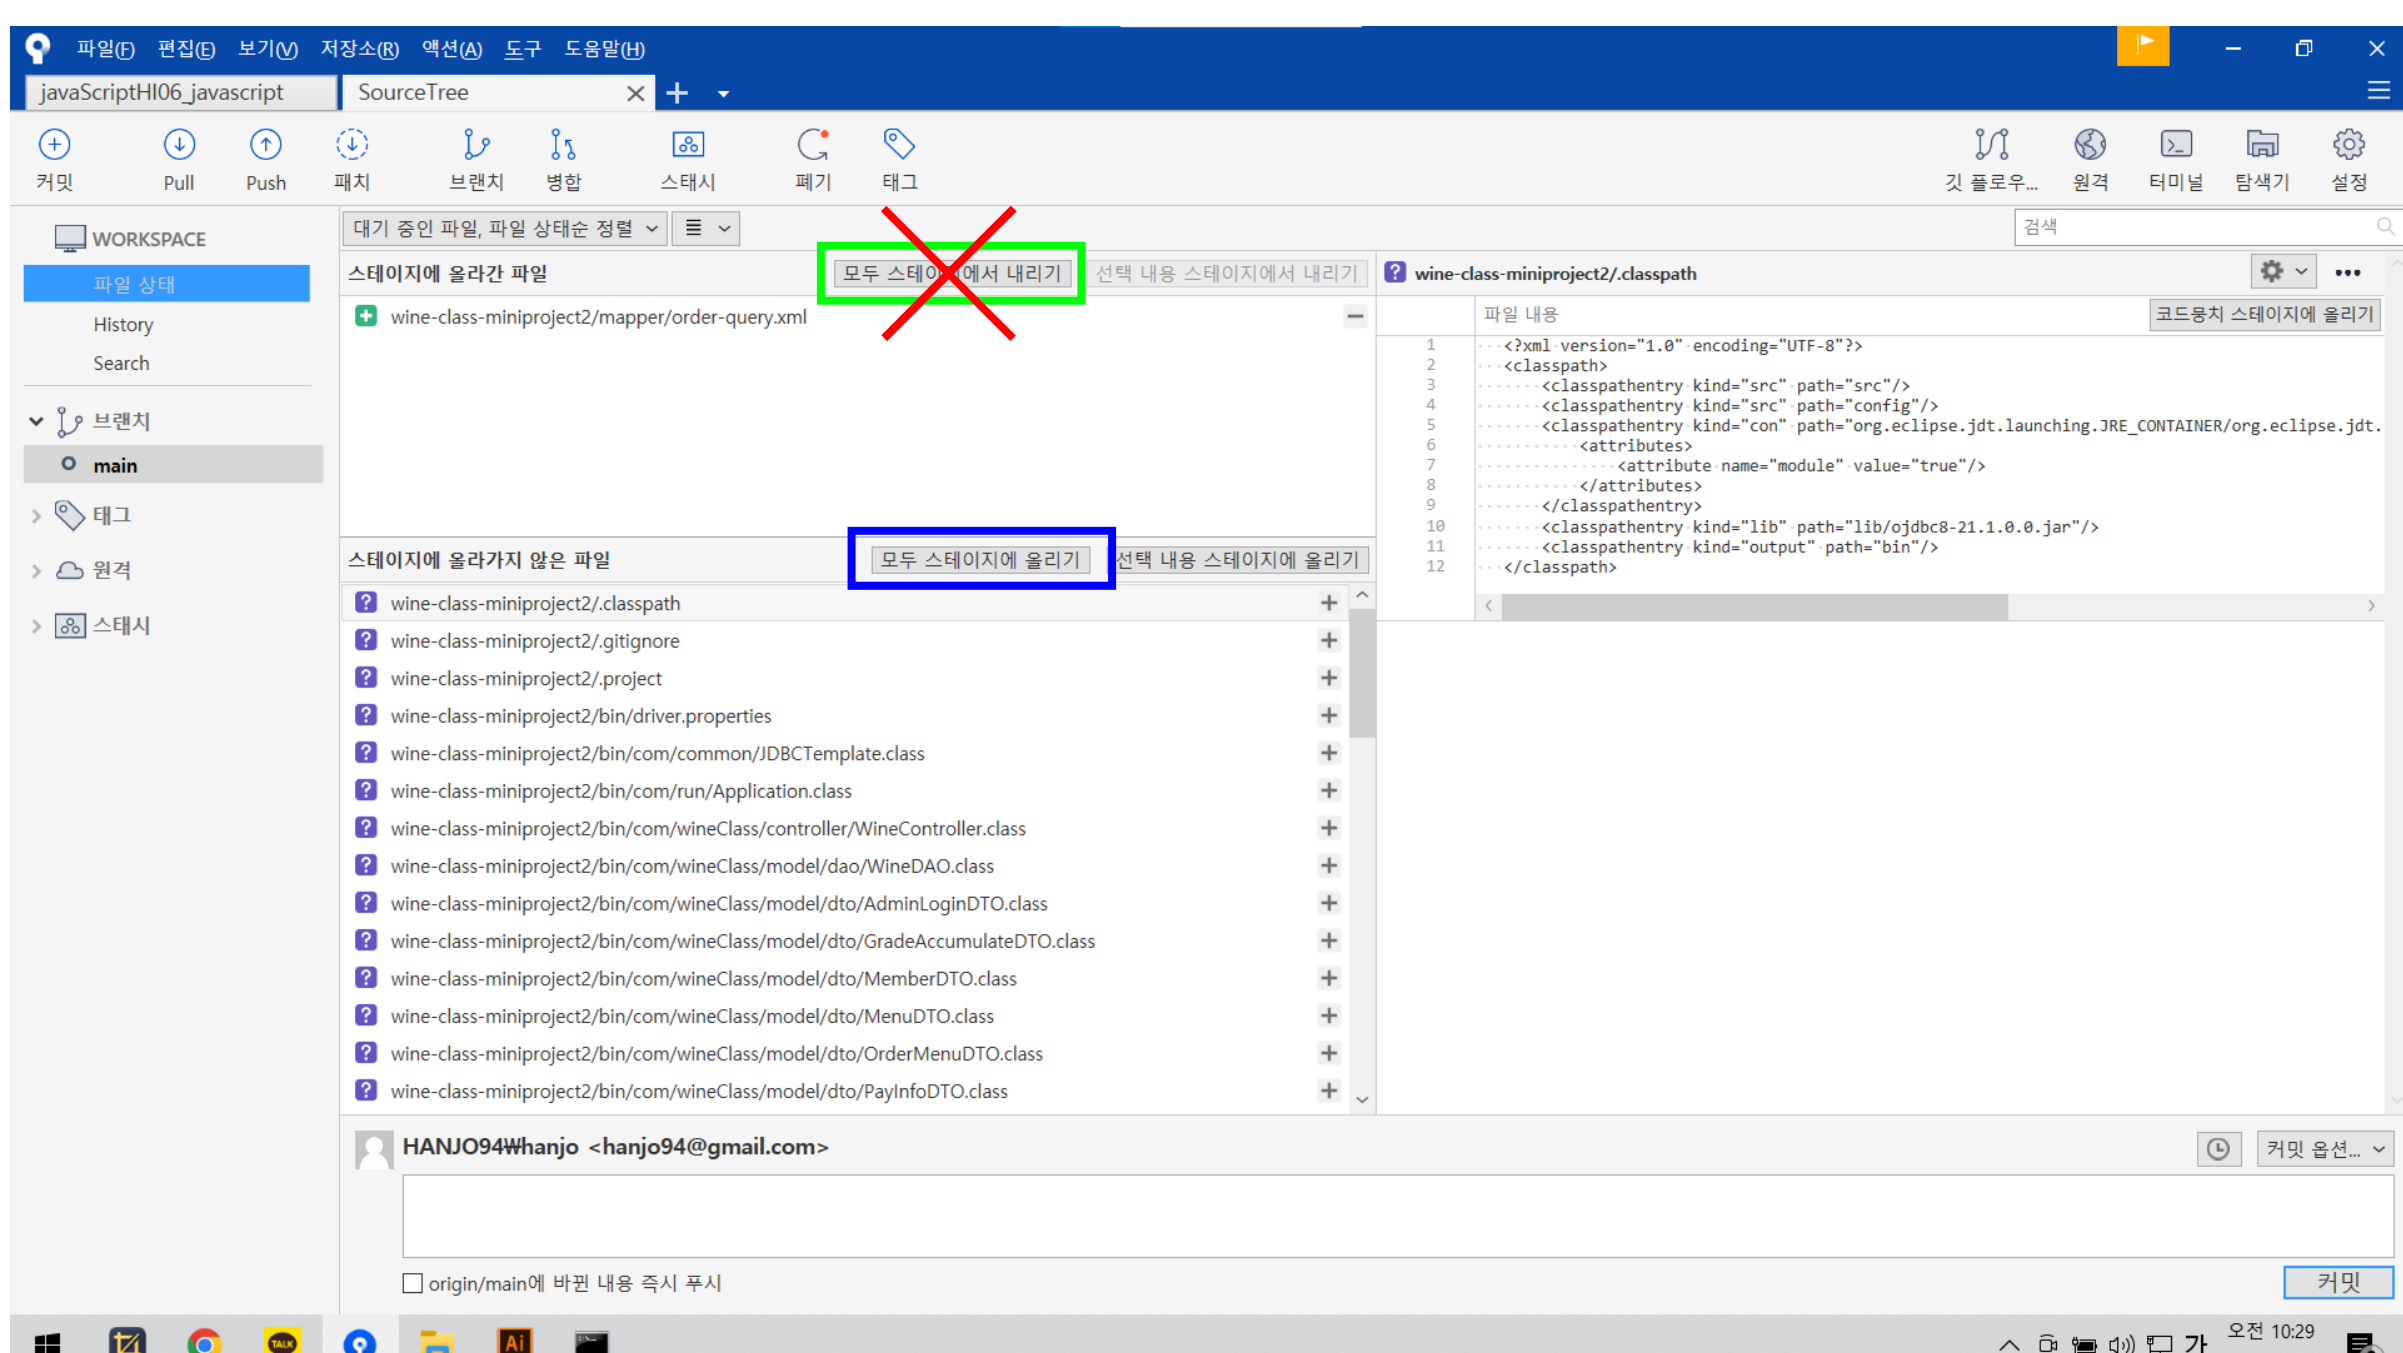 파일(F) 편집(E) 보기(V) 저장소(R) 액션(A) 도구 도움말(H)
javaScriptHI06_javascript SourceTree
커밋 Pull Push 패치 브랜치 병합 스태시 폐기 태그 깃 플로우... 원격 터미널 탐색기 설정
WORKSPACE
파일 상태
History
Search
브랜치
main
태그
원격
스태시
대기 중인 파일, 파일 상태순 정렬
검색
스테이지에 올라간 파일 모두 스테이지에서 내리기 선택 내용 스테이지에서 내리기
wine-class-miniproject2/mapper/order-query.xml
스테이지에 올라가지 않은 파일 모두 스테이지에 올리기 선택 내용 스테이지에 올리기
wine-class-miniproject2/.classpath
wine-class-miniproject2/.gitignore
wine-class-miniproject2/.project
wine-class-miniproject2/bin/driver.properties
wine-class-miniproject2/bin/com/common/JDBCTemplate.class
wine-class-miniproject2/bin/com/run/Application.class
wine-class-miniproject2/bin/com/wineClass/controller/WineController.class
wine-class-miniproject2/bin/com/wineClass/model/dao/WineDAO.class
wine-class-miniproject2/bin/com/wineClass/model/dto/AdminLoginDTO.class
wine-class-miniproject2/bin/com/wineClass/model/dto/GradeAccumulateDTO.class
wine-class-miniproject2/bin/com/wineClass/model/dto/MemberDTO.class
wine-class-miniproject2/bin/com/wineClass/model/dto/MenuDTO.class
wine-class-miniproject2/bin/com/wineClass/model/dto/OrderMenuDTO.class
wine-class-miniproject2/bin/com/wineClass/model/dto/PayInfoDTO.class
wine-class-miniproject2/.classpath
파일 내용 코드뭉치 스테이지에 올리기
1 <?xml version="1.0" encoding="UTF-8"?>
2 <classpath>
3 <classpathentry kind="src" path="src"/>
4 <classpathentry kind="src" path="config"/>
5 <classpathentry kind="con" path="org.eclipse.jdt.launching.JRE_CONTAINER/org.eclipse.jdt.
6 <attributes>
7 <attribute name="module" value="true"/>
8 </attributes>
9 </classpathentry>
10 <classpathentry kind="lib" path="lib/ojdbc8-21.1.0.0.jar"/>
11 <classpathentry kind="output" path="bin"/>
12 </classpath>
HANJO94₩hanjo <hanjo94@gmail.com>
커밋 옵션...
origin/main에 바뀐 내용 즉시 푸시
커밋
TALK
Ai
가
오전 10:29